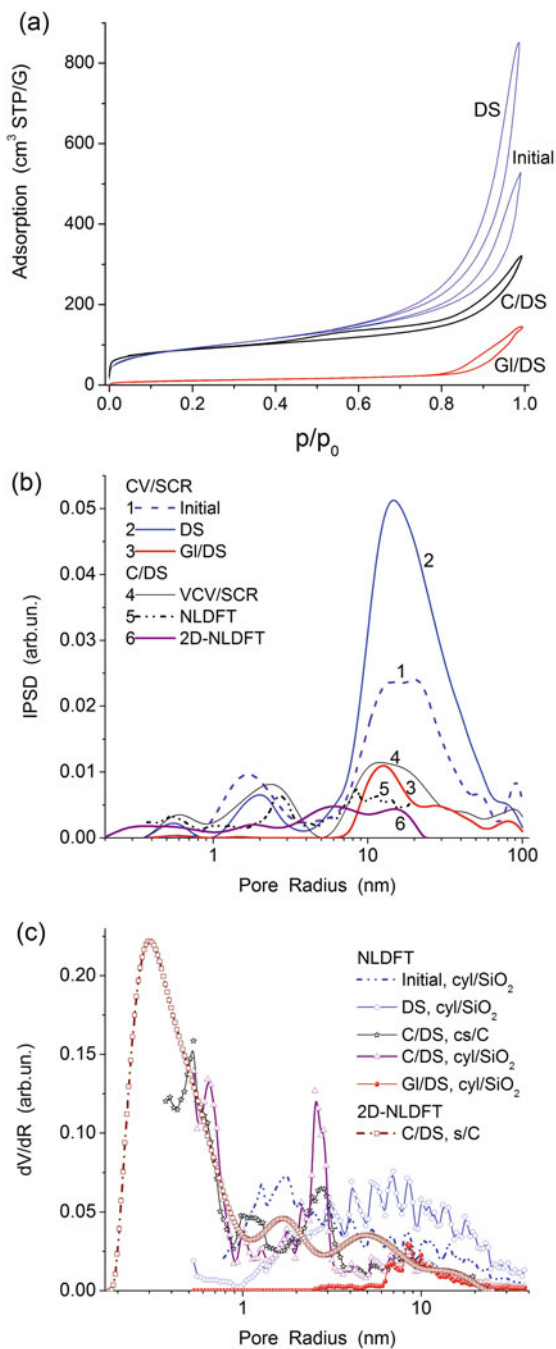 (a)
800
600
400
200
100
0
Adsorption (cm³ STP/G)
DS
Initial
C/DS
Gl/DS
0.0 0.2 0.4 0.6 0.8 1.0
p/p₀
(b)
0.05
0.04
0.03
0.02
0.01
0.00
IPSD (arb.un.)
CV/SCR
1 Initial
2 DS
3 Gl/DS
C/DS
4 VCV/SCR
5 NLDFT
6 2D-NLDFT
2
1
4
5
3
6
1 10 100
Pore Radius (nm)
(c)
0.20
0.15
0.10
0.05
0.00
dV/dR (arb.un.)
NLDFT
Initial, cyl/SiO₂
DS, cyl/SiO₂
C/DS, cs/C
C/DS, cyl/SiO₂
Gl/DS, cyl/SiO₂
2D-NLDFT
C/DS, s/C
1 10
Pore Radius (nm)